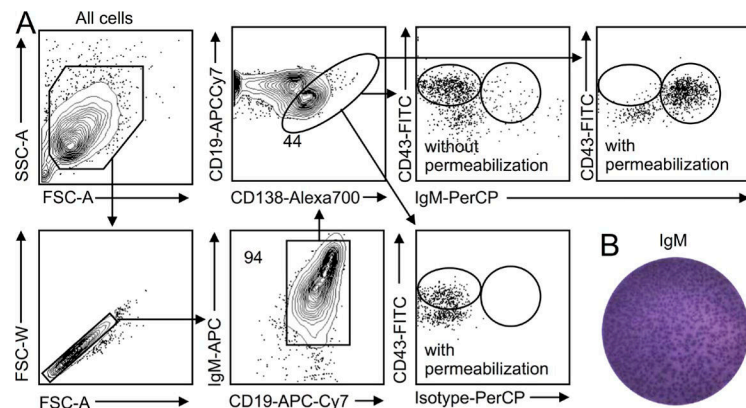 A
All cells
SSC-A
FSC-A
CD19-APCCy7
44
CD138-Alexa700
CD43-FITC
without
permeabilization
IgM-PerCP
CD43-FITC
with
permeabilization
FSC-W
FSC-A
94
IgM-APC
CD19-APC-Cy7
CD43-FITC
with
permeabilization
Isotype-PerCP
B
IgM